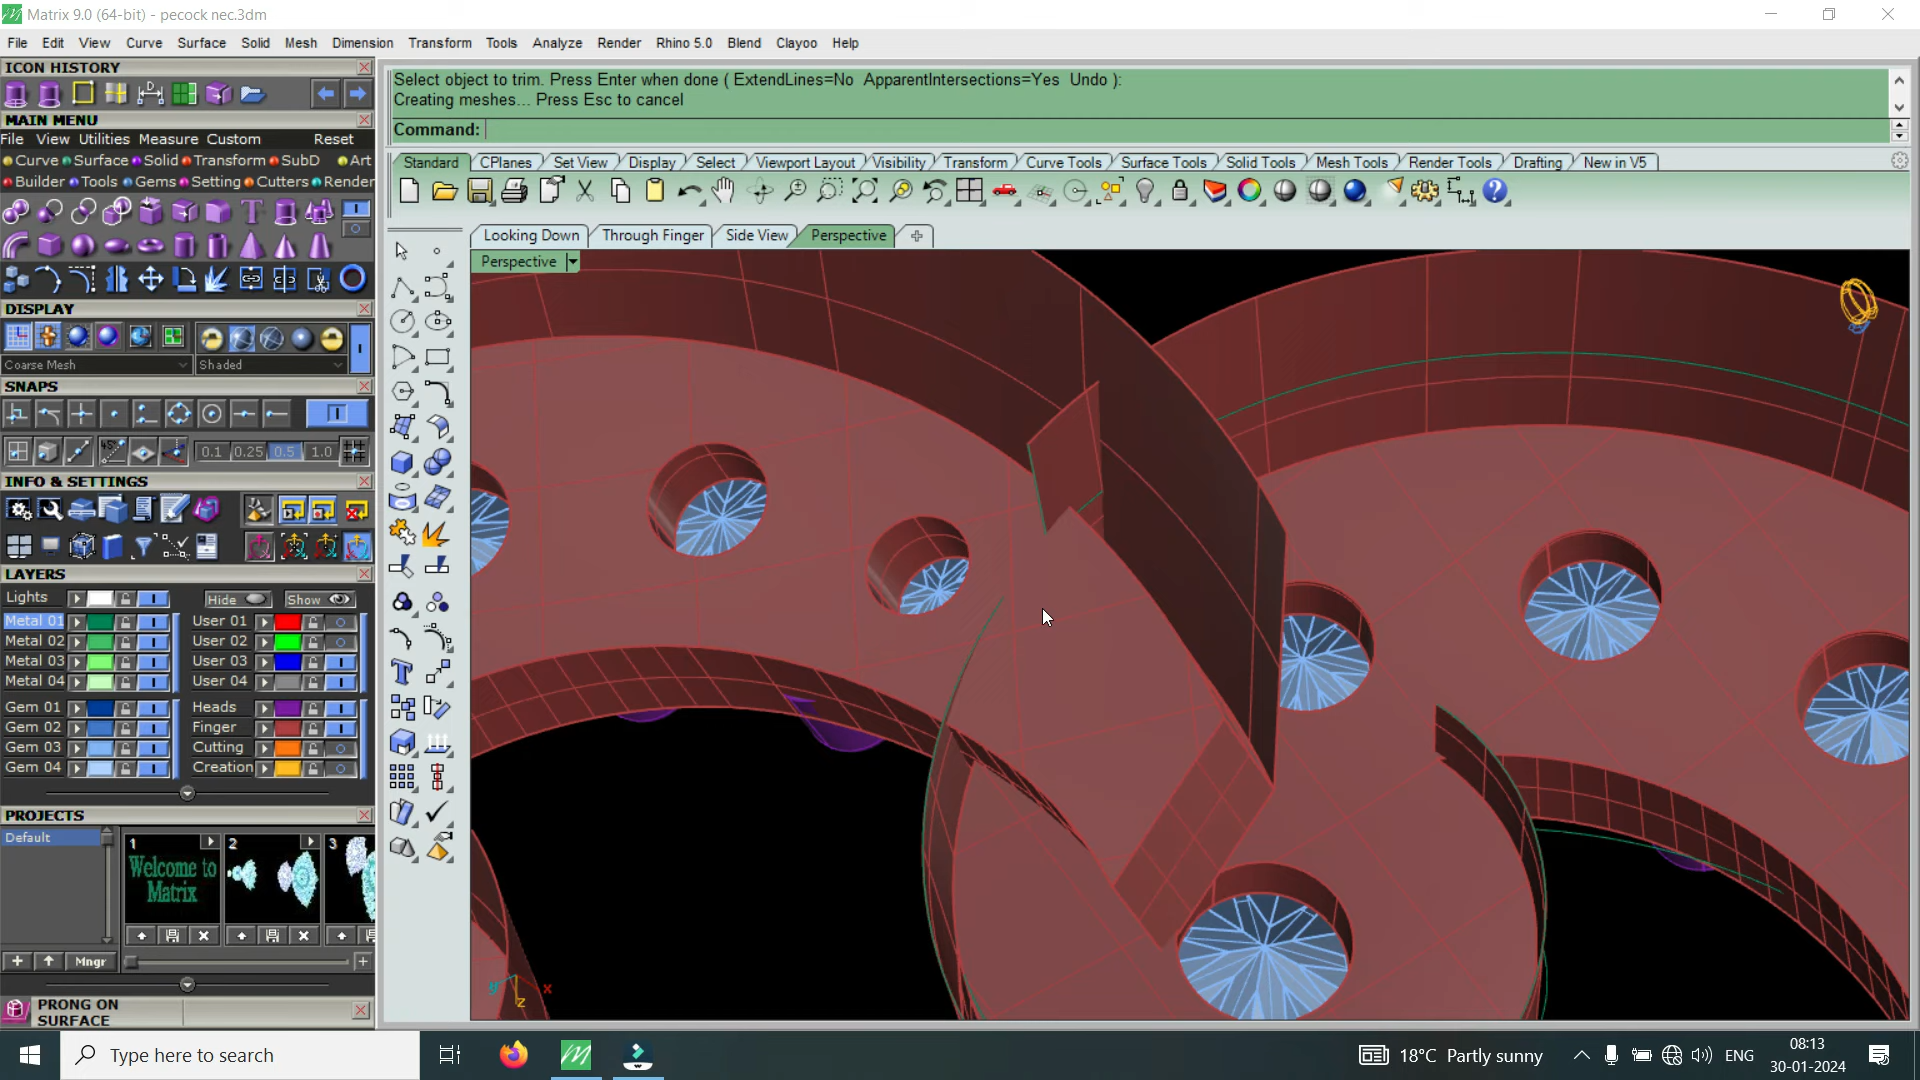 Matrix 9.0 (64-bit) - pecock nec.3dm
File Edit View Curve Surface Solid Mesh Dimension Transform Tools Analyze Render Rhino 5.0 Blend Clayoo Help
ICON HISTORY
MAIN MENU
File View Utilities Measure Custom Reset
Curve Surface Solid Transform SubD Art
Builder Tools Gems Setting Cutters Render
DISPLAY
Coarse Mesh Shaded
SNAPS
0.1 0.25 0.5 1.0
INFO & SETTINGS
LAYERS
Lights Hide Show
Metal 01 User 01
Metal 02 User 02
Metal 03 User 03
Metal 04 User 04
Gem 01 Heads
Gem 02 Finger
Gem 03 Cutting
Gem 04 Creation
PROJECTS
Default
1 2 3
Welcome to
Matrix
Mngr
PRONG ON
SURFACE
Select object to trim. Press Enter when done ( ExtendLines=No ApparentIntersections=Yes Undo ):
Creating meshes... Press Esc to cancel
Command:
Standard CPlanes Set View Display Select Viewport Layout Visibility Transform Curve Tools Surface Tools Solid Tools Mesh Tools Render Tools Drafting New in V5
Looking Down Through Finger Side View Perspective
Perspective
y x
z
Type here to search
18°C Partly sunny
ENG
08:13
30-01-2024